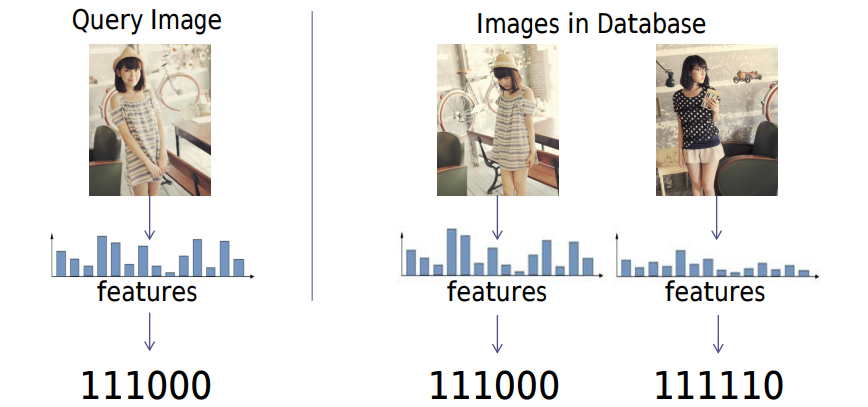 Query Image
Images in Database
features
features
features
111000
111000
111110